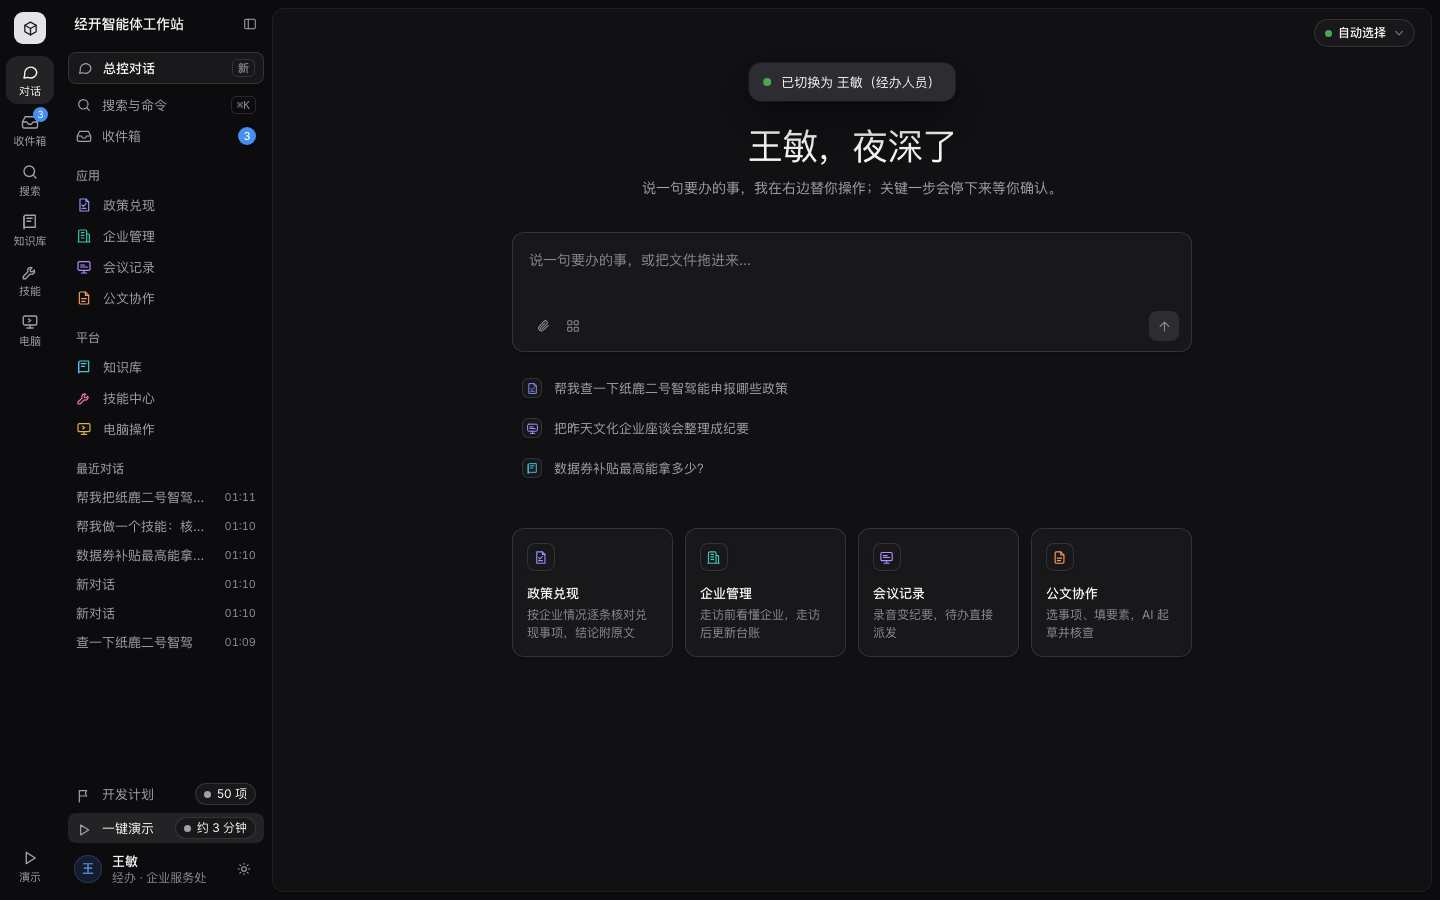 对话
3
收件箱
搜索
知识库
技能
电脑
演示
经开智能体工作站
总控对话 新
搜索与命令 ⌘K
收件箱 3
应用
政策兑现
企业管理
会议记录
公文协作
平台
知识库
技能中心
电脑操作
最近对话
帮我把纸鹿二号智驾... 01:11
帮我做一个技能：核... 01:10
数据券补贴最高能拿... 01:10
新对话 01:10
新对话 01:10
查一下纸鹿二号智驾 01:09
开发计划 50 项
一键演示 约 3 分钟
王 王敏
经办 · 企业服务处
自动选择
已切换为 王敏（经办人员）
王敏，夜深了
说一句要办的事，我在右边替你操作；关键一步会停下来等你确认。
说一句要办的事，或把文件拖进来...
帮我查一下纸鹿二号智驾能申报哪些政策
把昨天文化企业座谈会整理成纪要
数据券补贴最高能拿多少？
政策兑现
按企业情况逐条核对兑
现事项，结论附原文
企业管理
走访前看懂企业，走访
后更新台账
会议记录
录音变纪要，待办直接
派发
公文协作
选事项、填要素，AI 起
草并核查